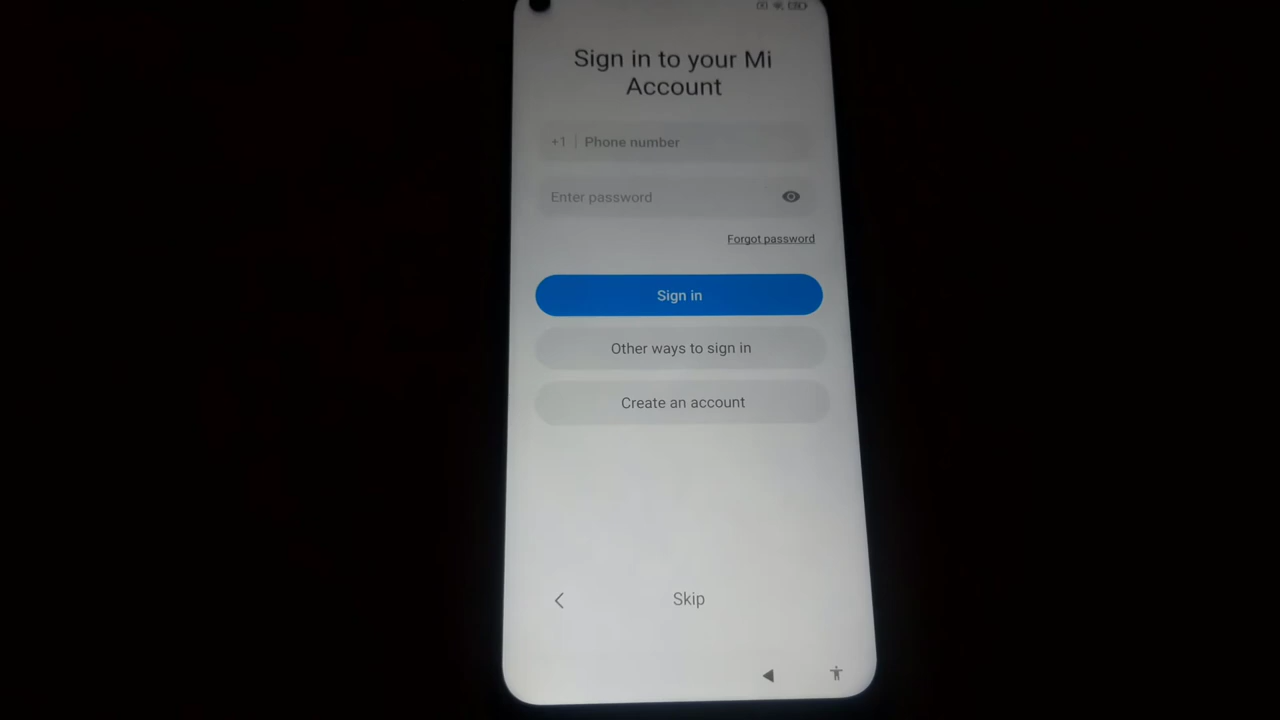 Sign in to your Mi
Account
+1 | Phone number
Enter password
Forgot password
Sign in
Other ways to sign in
Create an account
Skip